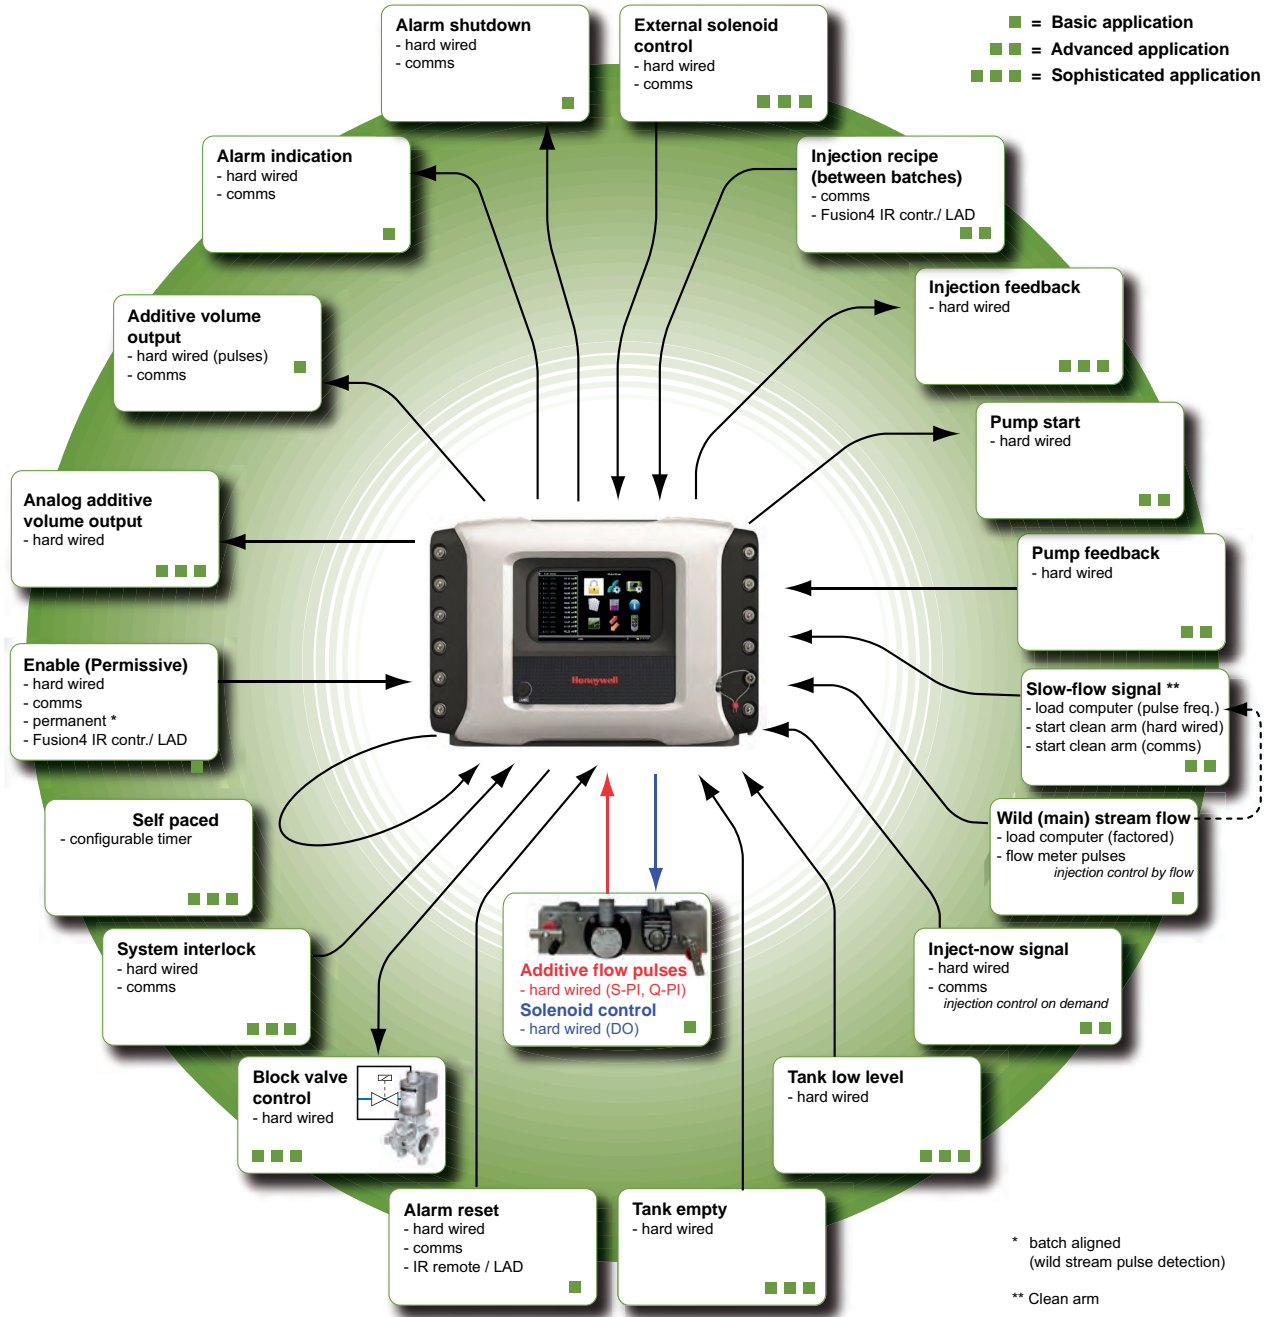 Alarm shutdown
- hard wired
- comms
External solenoid
control
- hard wired
- comms
= Basic application
= Advanced application
= Sophisticated application
Alarm indication
- hard wired
- comms
Injection recipe
(between batches)
- comms
- Fusion4 IR contr./ LAD
Injection feedback
- hard wired
Additive volume
output
- hard wired (pulses)
- comms
Pump start
- hard wired
Analog additive
volume output
- hard wired
Pump feedback
- hard wired
Honeywell
Enable (Permissive)
- hard wired
- comms
- permanent *
- Fusion4 IR contr./ LAD
Slow-flow signal **
- load computer (pulse freq.)
- start clean arm (hard wired)
- start clean arm (comms)
Self paced
- configurable timer
Wild (main) stream flow
- load computer (factored)
- flow meter pulses
injection control by flow
System interlock
- hard wired
- comms
Additive flow pulses
- hard wired (S-PI, Q-PI)
Solenoid control
- hard wired (DO)
Inject-now signal
- hard wired
- comms
injection control on demand
Block valve
control
- hard wired
Tank low level
- hard wired
Alarm reset
- hard wired
- comms
- IR remote / LAD
Tank empty
- hard wired
* batch aligned
(wild stream pulse detection)
** Clean arm